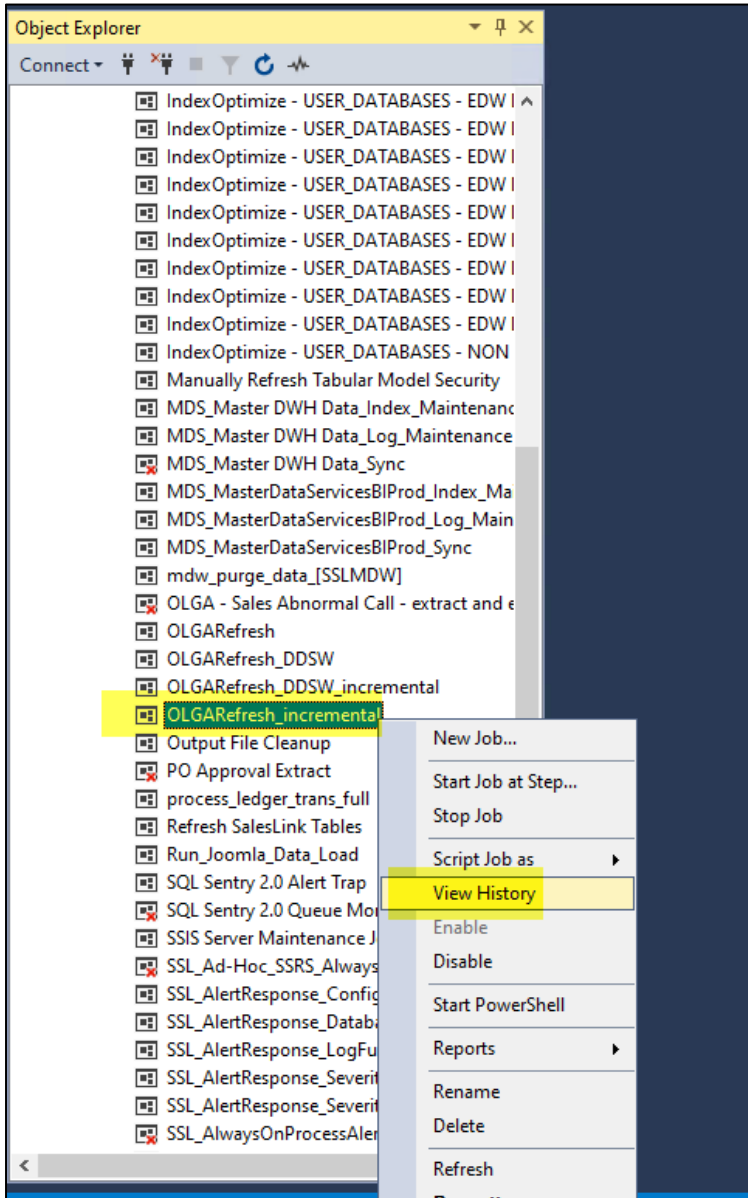 Object Explorer
Connect
IndexOptimize - USER_DATABASES - EDW
IndexOptimize - USER_DATABASES - EDW
IndexOptimize - USER_DATABASES - EDW
IndexOptimize - USER_DATABASES - EDW
IndexOptimize - USER_DATABASES - EDW
IndexOptimize - USER_DATABASES - EDW
IndexOptimize - USER_DATABASES - EDW
IndexOptimize - USER_DATABASES - EDW
IndexOptimize - USER_DATABASES - EDW
IndexOptimize - USER_DATABASES - NON
Manually Refresh Tabular Model Security
MDS_Master DWH Data_Index_Maintenanc
MDS_Master DWH Data_Log_Maintenance
MDS_Master DWH Data_Sync
MDS_MasterDataServicesBIProd_Index_Mai
MDS_MasterDataServicesBIProd_Log_Main
MDS_MasterDataServicesBIProd_Sync
mdw_purge_data_[SSLMDW]
OLGA - Sales Abnormal Call - extract and e
OLGARefresh
OLGARefresh_DDSW
OLGARefresh_DDSW_incremental
OLGARefresh_incremental
Output File Cleanup
PO Approval Extract
process_ledger_trans_full
Refresh SalesLink Tables
Run_Joomla_Data_Load
SQL Sentry 2.0 Alert Trap
SQL Sentry 2.0 Queue Mo
SSIS Server Maintenance J
SSL_Ad-Hoc_SSRS_Always
SSL_AlertResponse_Config
SSL_AlertResponse_Databa
SSL_AlertResponse_LogFu
SSL_AlertResponse_Severit
SSL_AlertResponse_Severit
SSL_AlwaysOnProcessAler
New Job...
Start Job at Step...
Stop Job
Script Job as
View History
Enable
Disable
Start PowerShell
Reports
Rename
Delete
Refresh